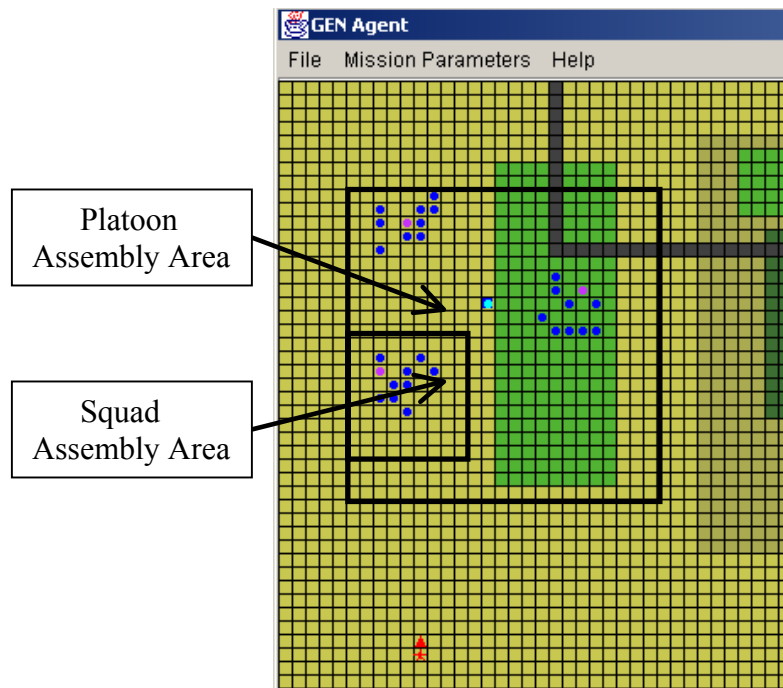 GEN Agent
File Mission Parameters Help
Platoon
Assembly Area
Squad
Assembly Area